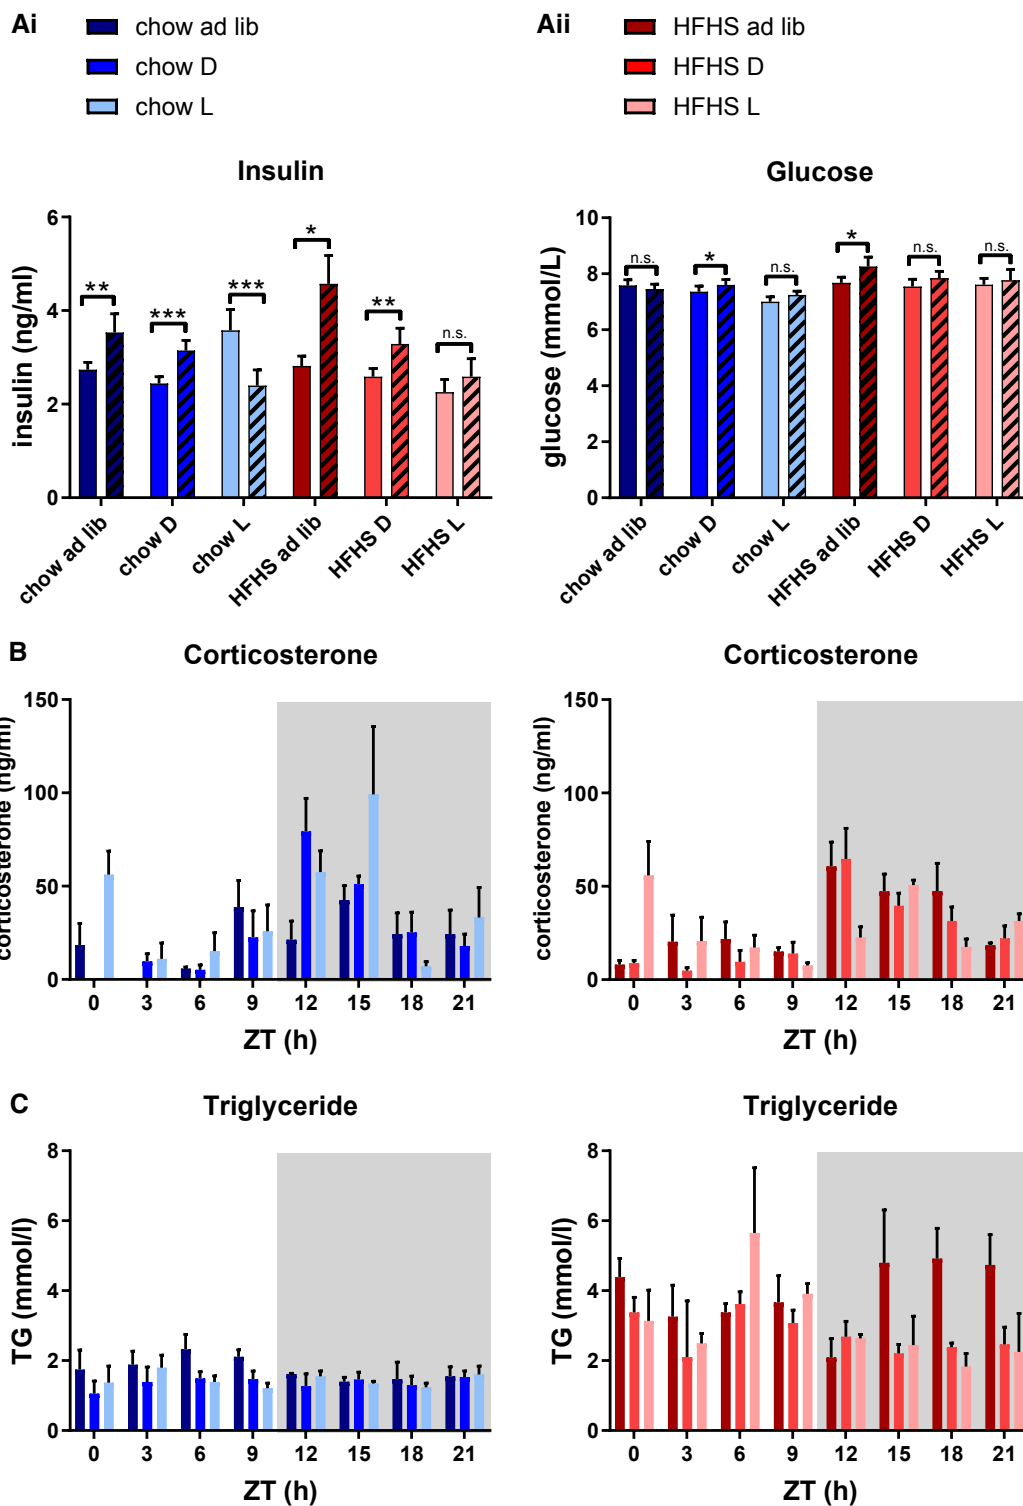 Ai
chow ad lib
chow D
chow L
Aii
HFHS ad lib
HFHS D
HFHS L
Insulin
insulin (ng/ml)
6
4
2
0
**
***
***
*
**
n.s.
chow ad lib
chow D
chow L
HFHS ad lib
HFHS D
HFHS L
Glucose
glucose (mmol/L)
10
8
6
4
2
0
n.s.
*
n.s.
*
n.s.
n.s.
chow ad lib
chow D
chow L
HFHS ad lib
HFHS D
HFHS L
B
Corticosterone
corticosterone (ng/ml)
150
100
50
0
0 3 6 9 12 15 18 21
ZT (h)
Corticosterone
corticosterone (ng/ml)
150
100
50
0
0 3 6 9 12 15 18 21
ZT (h)
C
Triglyceride
TG (mmol/l)
8
6
4
2
0
0 3 6 9 12 15 18 21
ZT (h)
Triglyceride
TG (mmol/l)
8
6
4
2
0
0 3 6 9 12 15 18 21
ZT (h)